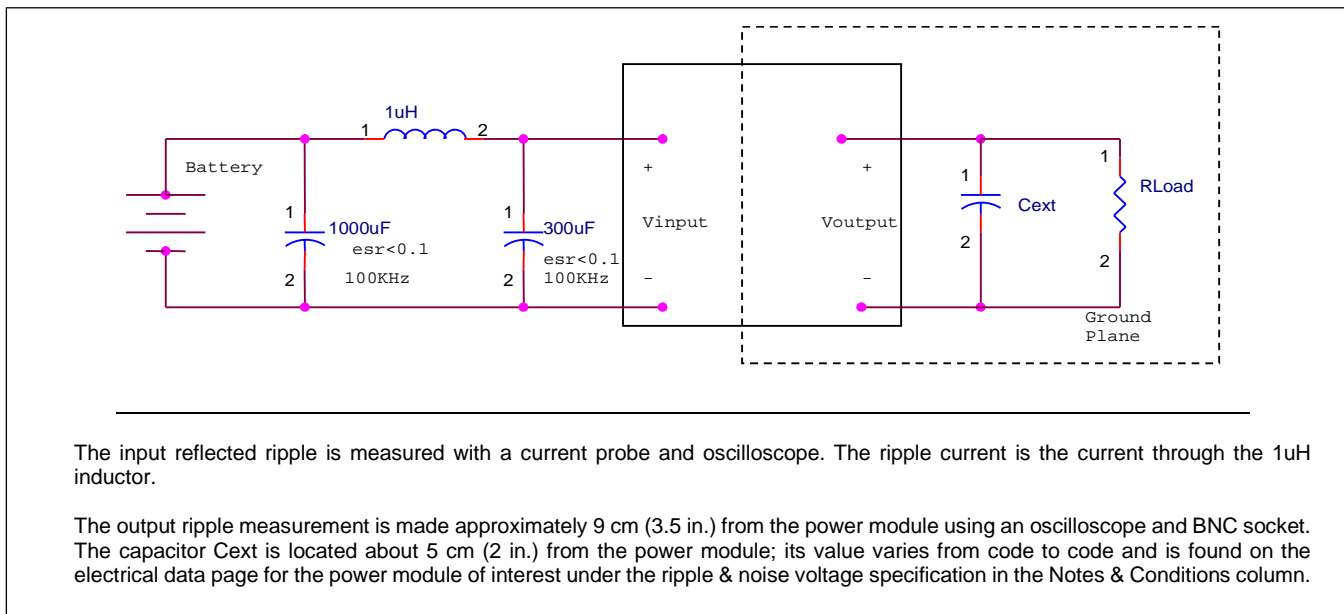 1uH
1 2
Battery
1
1000uF
esr<0.1
2
100KHz
1
300uF
esr<0.1
2
100KHz
+
Vinput
-
+
Voutput
-
1
Cext
2
1
RLoad
2
Ground
Plane
The input reflected ripple is measured with a current probe and oscilloscope. The ripple current is the current through the 1uH
inductor.
The output ripple measurement is made approximately 9 cm (3.5 in.) from the power module using an oscilloscope and BNC socket.
The capacitor Cext is located about 5 cm (2 in.) from the power module; its value varies from code to code and is found on the
electrical data page for the power module of interest under the ripple & noise voltage specification in the Notes & Conditions column.